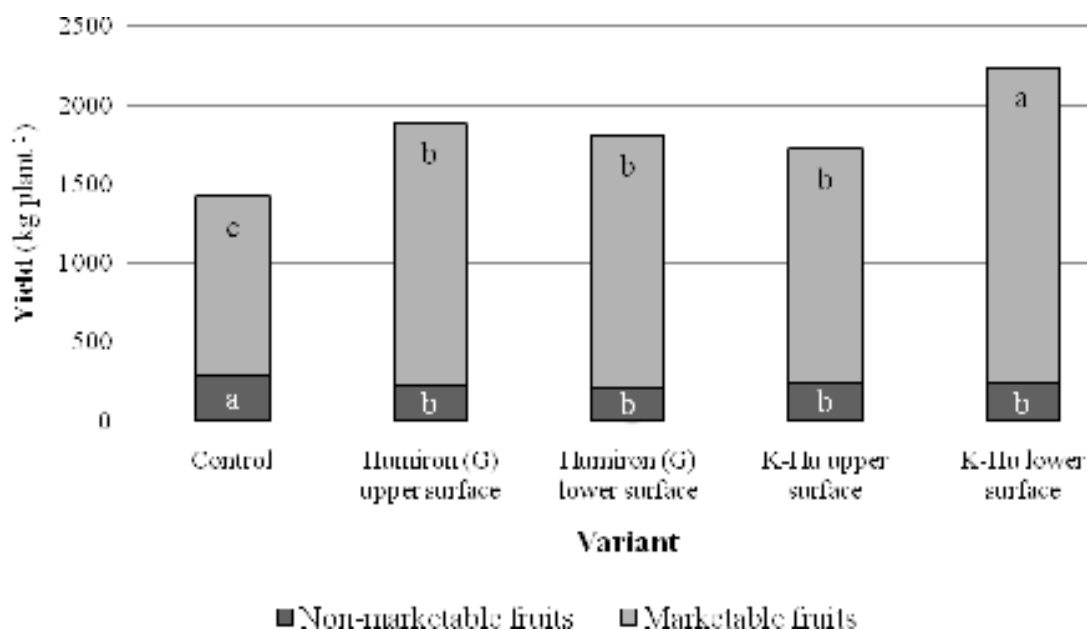 2500
2000
1500
1000
500
0
Yield (kg plant⁻¹)
c
b
b
b
a
a
b
b
b
b
Control
Humiron (G)
upper surface
Humiron (G)
lower surface
K-Hu upper
surface
K-Hu lower
surface
Variant
Non-marketable fruits
Marketable fruits